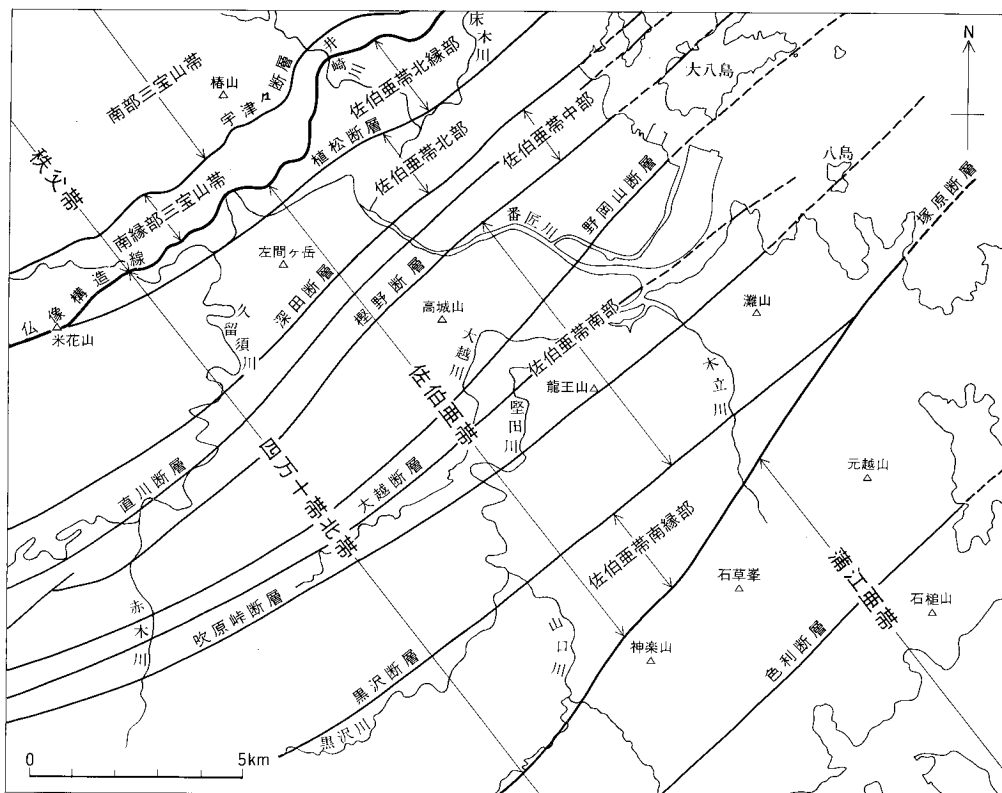 床木川
N
大八島
井崎川
佐伯亜帯北縁部
宇津々断層
椿山
南部三宝山帯
植松断層
佐伯亜帯北部
佐伯亜帯中部
八島
秩父帯
南縁部三宝山帯
番匠川
野岡山断層
塚原断層
左間ヶ岳
仏像構造線
米花山
久留須川
深田断層
樫野断層
高城山
大越川
佐伯亜帯南部
灘山
佐伯亜帯
龍王山
堅田川
木立川
四万十帯北帯
直川断層
大越断層
元越山
佐伯亜帯南縁部
石草峯
蒲江亜帯
石槌山
赤木川
吹原峠断層
山口川
神楽山
色利断層
黒沢断層
黒沢川
0 5km